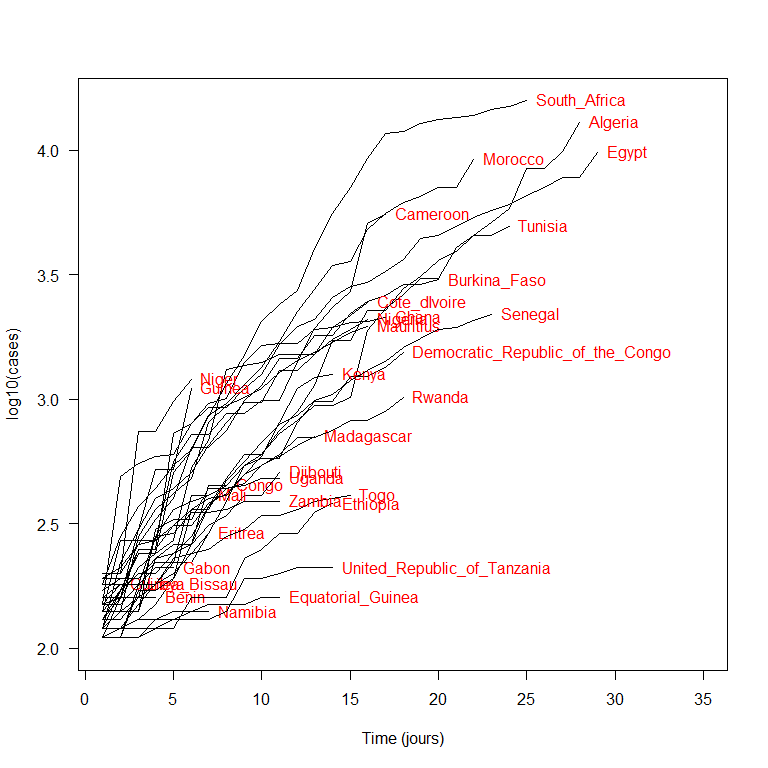 South_Africa
Algeria
Morocco
Egypt
Cameroon
Tunisia
Burkina_Faso
Cote_dIvoire
Ghana
Nigeria
Mauritius
Senegal
Democratic_Republic_of_the_Congo
Niger
Guinea
Kenya
Rwanda
Madagascar
Djibouti
Uganda
Congo
Mali
Zambia
Togo
Ethiopia
Eritrea
Gabon
United_Republic_of_Tanzania
Bissau
Benin
Equatorial_Guinea
Namibia
4.0
3.5
3.0
2.5
2.0
log10(cases)
0 5 10 15 20 25 30 35
Time (jours)